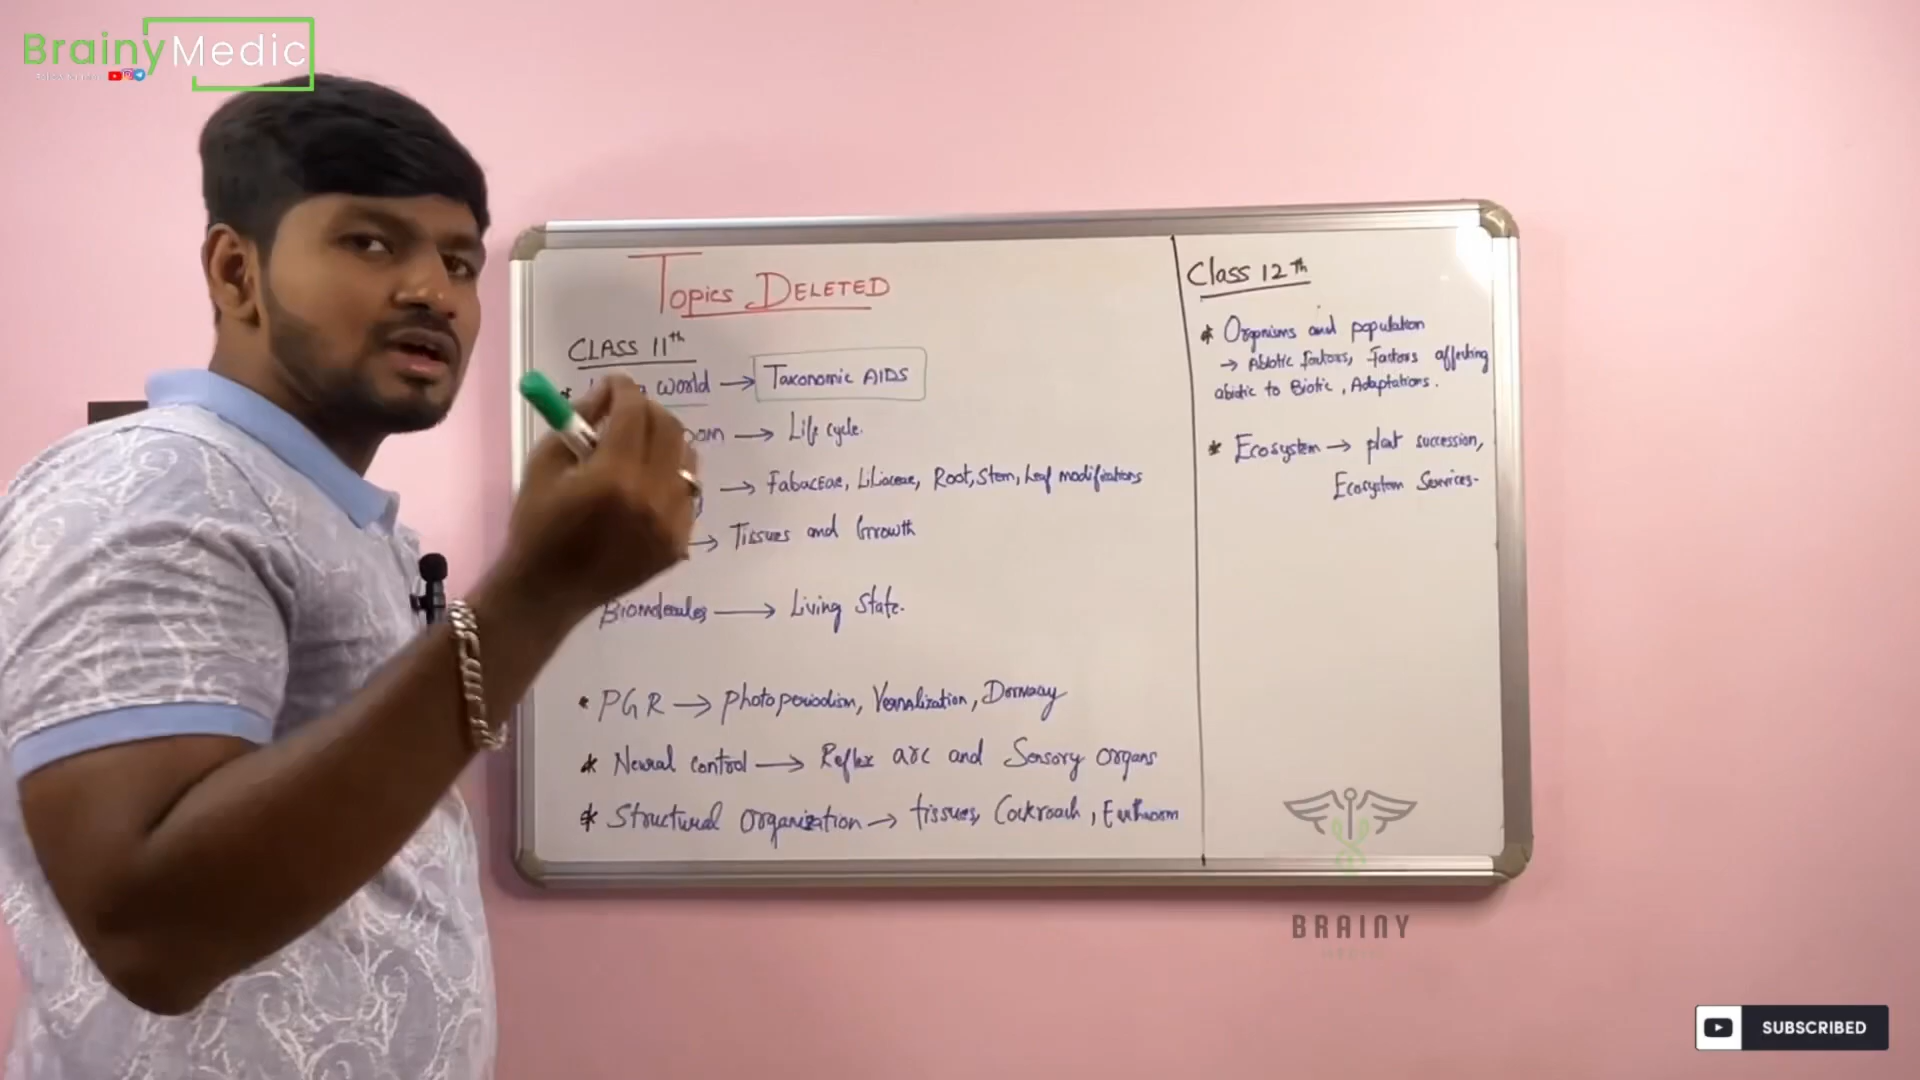 BrainyMedic
TOPICS DELETED
CLASS 11th
world → Taxonomic AIDS
→ Life cycle.
→ Fabaceae, Liliaceae, Root, Stem, Leaf modifications
→ Tissues and Growth
Biomolecules → Living State.
• PGR → photoperiodism, Vernalization, Dormacy
* Neural control → Reflex arc and Sensory organs
* Structural Organization → tissues, Cockroach, Earthworm
Class 12th
* Organisms and population
→ Abiotic factors, factors affecting
abiotic to Biotic, Adaptations.
* Ecosystem → plant succession,
Ecosystem Services.
BRAINY
MEDIC
SUBSCRIBED